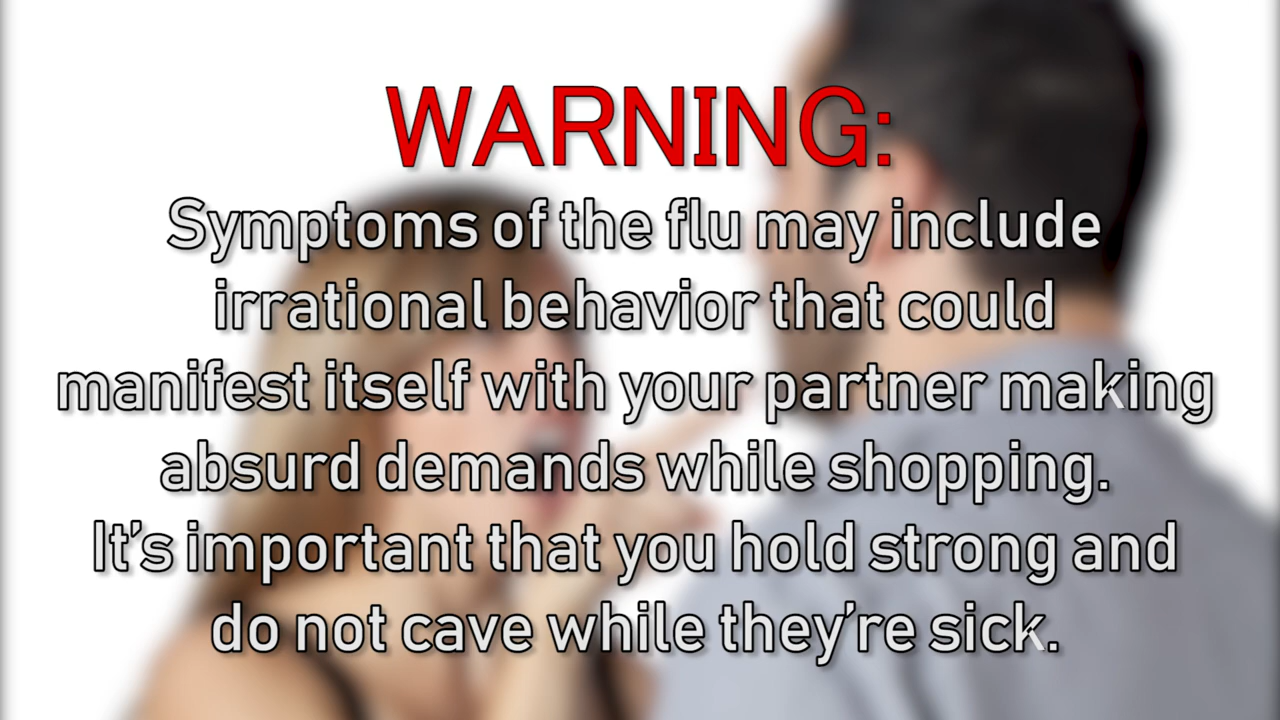 WARNING:
Symptoms of the flu may include
irrational behavior that could
manifest itself with your partner making
absurd demands while shopping.
It's important that you hold strong and
do not cave while they're sick.